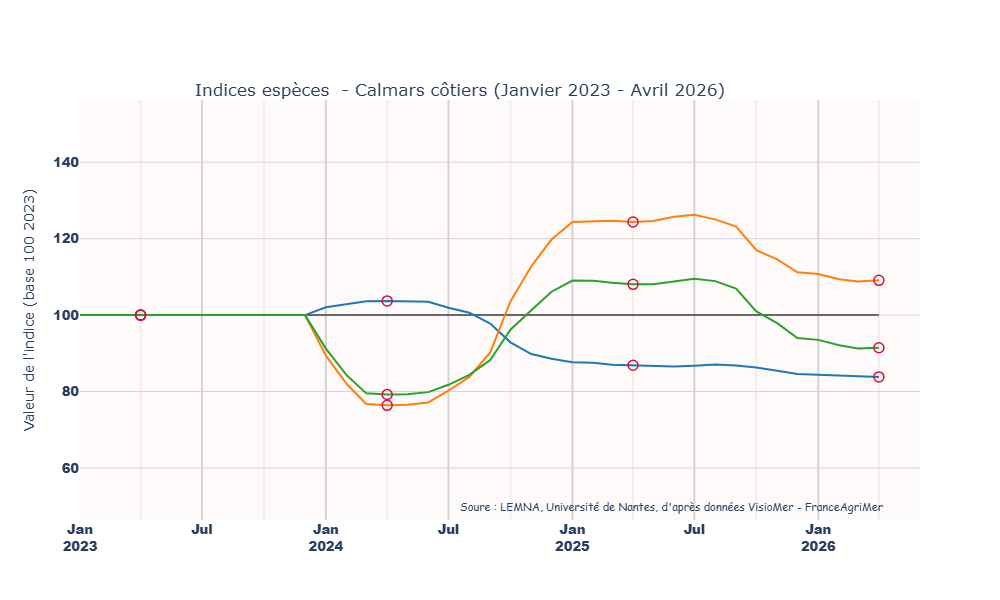 Indices espèces - Calmars côtiers (Janvier 2023 - Avril 2026)
Valeur de l'indice (base 100 2023)
140
120
100
80
60
Soure : LEMNA, Université de Nantes, d'après données VisioMer - FranceAgriMer
Jan Jul Jan Jul Jan Jul Jan
2023 2024 2025 2026